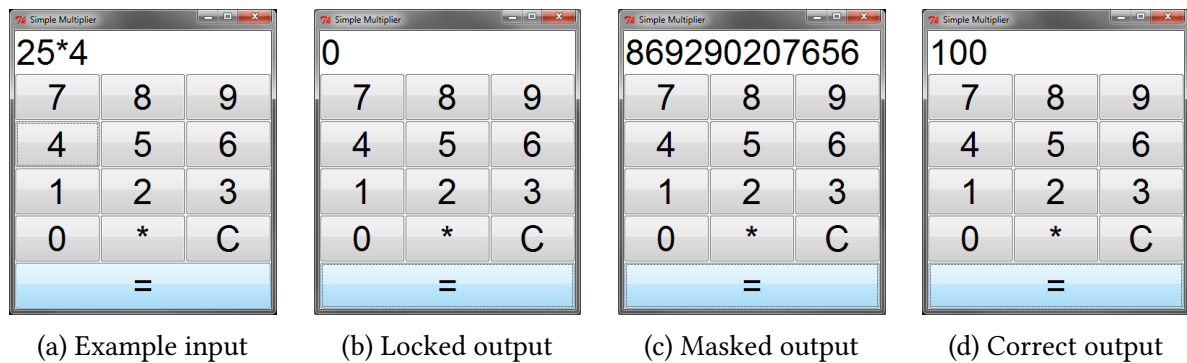 Simple Multiplier
25*4
7 8 9
4 5 6
1 2 3
0 * C
=
(a) Example input
Simple Multiplier
0
7 8 9
4 5 6
1 2 3
0 * C
=
(b) Locked output
Simple Multiplier
869290207656
7 8 9
4 5 6
1 2 3
0 * C
=
(c) Masked output
Simple Multiplier
100
7 8 9
4 5 6
1 2 3
0 * C
=
(d) Correct output